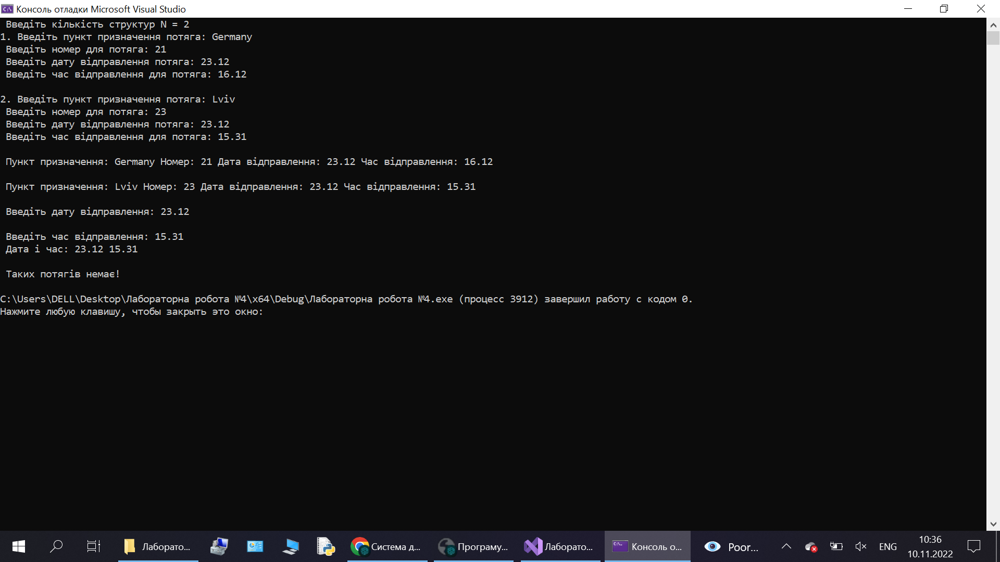 Консоль отладки Microsoft Visual Studio
Введіть кількість структур N = 2
1. Введіть пункт призначення потяга: Germany
Введіть номер для потяга: 21
Введіть дату відправлення потяга: 23.12
Введіть час відправлення для потяга: 16.12
2. Введіть пункт призначення потяга: Lviv
Введіть номер для потяга: 23
Введіть дату відправлення потяга: 23.12
Введіть час відправлення для потяга: 15.31
Пункт призначення: Germany Номер: 21 Дата відправлення: 23.12 Час відправлення: 16.12
Пункт призначення: Lviv Номер: 23 Дата відправлення: 23.12 Час відправлення: 15.31
Введіть дату відправлення: 23.12
Введіть час відправлення: 15.31
Дата і час: 23.12 15.31
Таких потягів немає!
C:\Users\DELL\Desktop\Лабораторна робота №4\x64\Debug\Лабораторна робота №4.exe (процесс 3912) завершил работу с кодом 0.
Нажмите любую клавишу, чтобы закрыть это окно:
Лаборато... Система д... Програму... Лаборато... Консоль о... Poor... ENG 10:36
10.11.2022